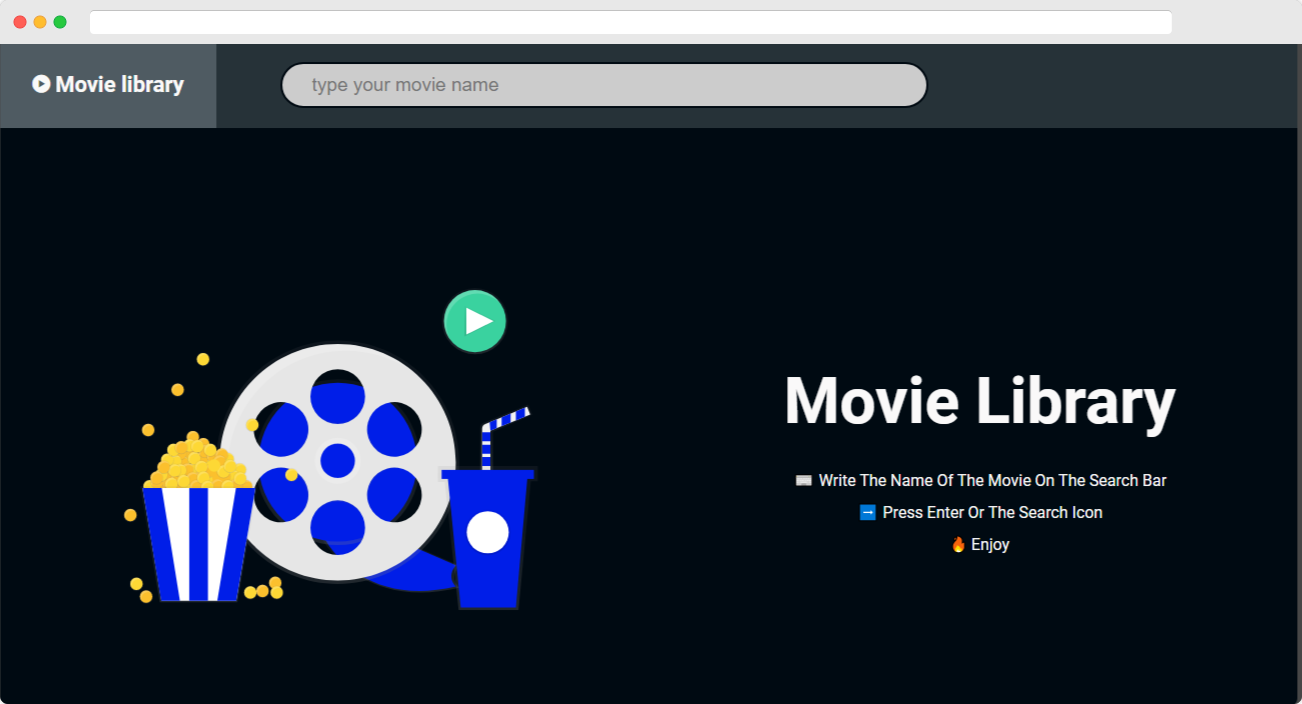 Movie library
type your movie name
Movie Library
Write The Name Of The Movie On The Search Bar
Press Enter Or The Search Icon
Enjoy